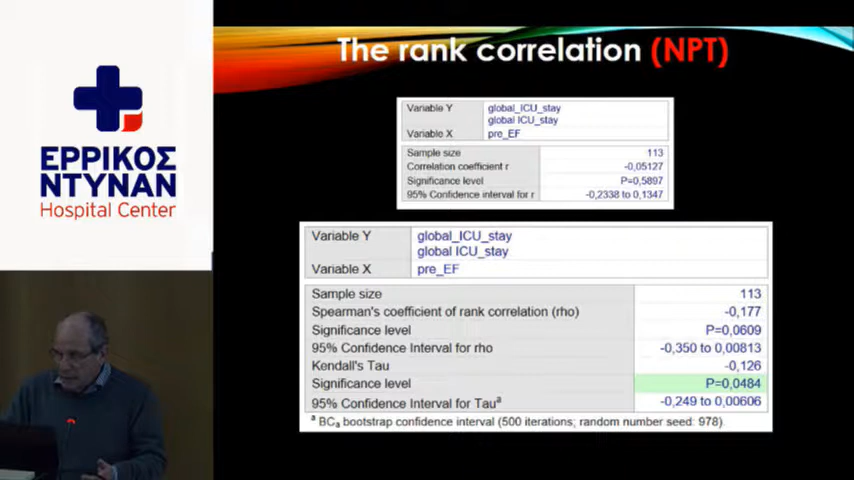 ΕΡΡΙΚΟΣ
ΝΤΥΝΑΝ
Hospital Center
The rank correlation (NPT)
Variable Y global_ICU_stay
global ICU_stay
Variable X pre_EF
Sample size 113
Correlation coefficient r -0,05127
Significance level P=0,5897
95% Confidence interval for r -0,2338 to 0,1347
Variable Y global_ICU_stay
global ICU_stay
Variable X pre_EF
Sample size 113
Spearman's coefficient of rank correlation (rho) -0,177
Significance level P=0,0609
95% Confidence Interval for rho -0,350 to 0,00813
Kendall's Tau -0,126
Significance level P=0,0484
95% Confidence Interval for Tauª -0,249 to 0,00606
ª BCa bootstrap confidence interval (500 iterations; random number seed: 978).